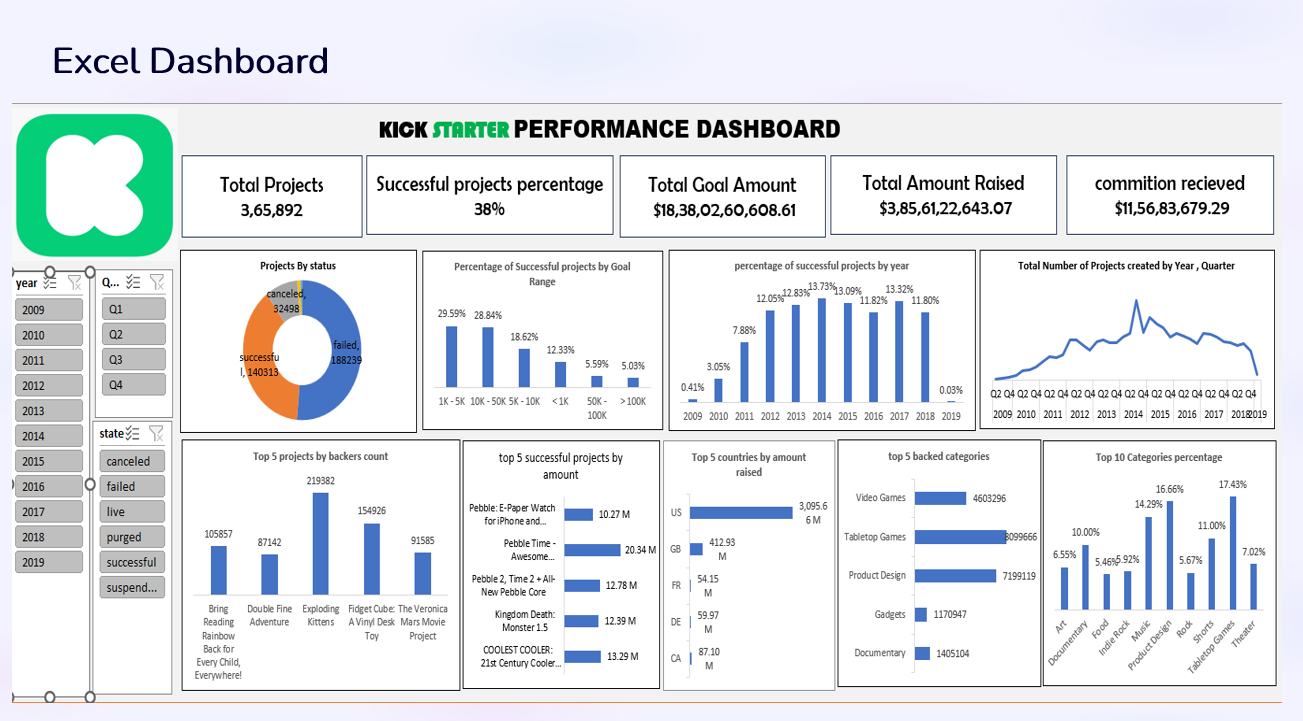 Excel Dashboard
KICK STARTER PERFORMANCE DASHBOARD
Total Projects
3,65,892
Successful projects percentage
38%
Total Goal Amount
$18,38,02,60,608.61
Total Amount Raised
$3,85,61,22,643.07
commition recieved
$11,56,83,679.29
year
2009
2010
2011
2012
2013
2014
2015
2016
2017
2018
2019
Q...
Q1
Q2
Q3
Q4
state
canceled
failed
live
purged
successful
suspend...
Projects By status
canceled,
32498
failed,
188239
successfu
l, 140313
Percentage of Successful projects by Goal
Range
29.59%
28.84%
18.62%
12.33%
5.59%
5.03%
1K - 5K
10K - 50K
5K - 10K
< 1K
50K -
100K
> 100K
percentage of successful projects by year
0.41%
3.05%
7.88%
12.05%
12.83%
13.73%
13.09%
11.82%
13.32%
11.80%
0.03%
2009
2010
2011
2012
2013
2014
2015
2016
2017
2018
2019
Total Number of Projects created by Year , Quarter
Q2 Q4 Q2 Q4 Q2 Q4 Q2 Q4 Q2 Q4 Q2 Q4 Q2 Q4 Q2 Q4 Q2 Q4 Q2 Q4
2009 2010 2011 2012 2013 2014 2015 2016 2017 2018 2019
Top 5 projects by backers count
105857
87142
219382
154926
91585
Bring
Reading
Rainbow
Back for
Every Child,
Everywhere!
Double Fine
Adventure
Exploding
Kittens
Fidget Cube:
A Vinyl Desk
Toy
The Veronica
Mars Movie
Project
top 5 successful projects by
amount
Pebble: E-Paper Watch
for iPhone and...
10.27 M
Pebble Time -
Awesome...
20.34 M
Pebble 2, Time 2 + All-
New Pebble Core
12.78 M
Kingdom Death:
Monster 1.5
12.39 M
COOLEST COOLER:
21st Century Cooler...
13.29 M
Top 5 countries by amount
raised
US
3,095.6
6 M
GB
412.93
M
FR
54.15
M
DE
59.97
M
CA
87.10
M
top 5 backed categories
Video Games
4603296
Tabletop Games
8099666
Product Design
7199119
Gadgets
1170947
Documentary
1405104
Top 10 Categories percentage
6.55%
10.00%
5.46%
5.92%
14.29%
16.66%
5.67%
11.00%
17.43%
7.02%
Art
Documentary
Food
Indie Rock
Music
Product Design
Rock
Shorts
Tabletop Games
Theater